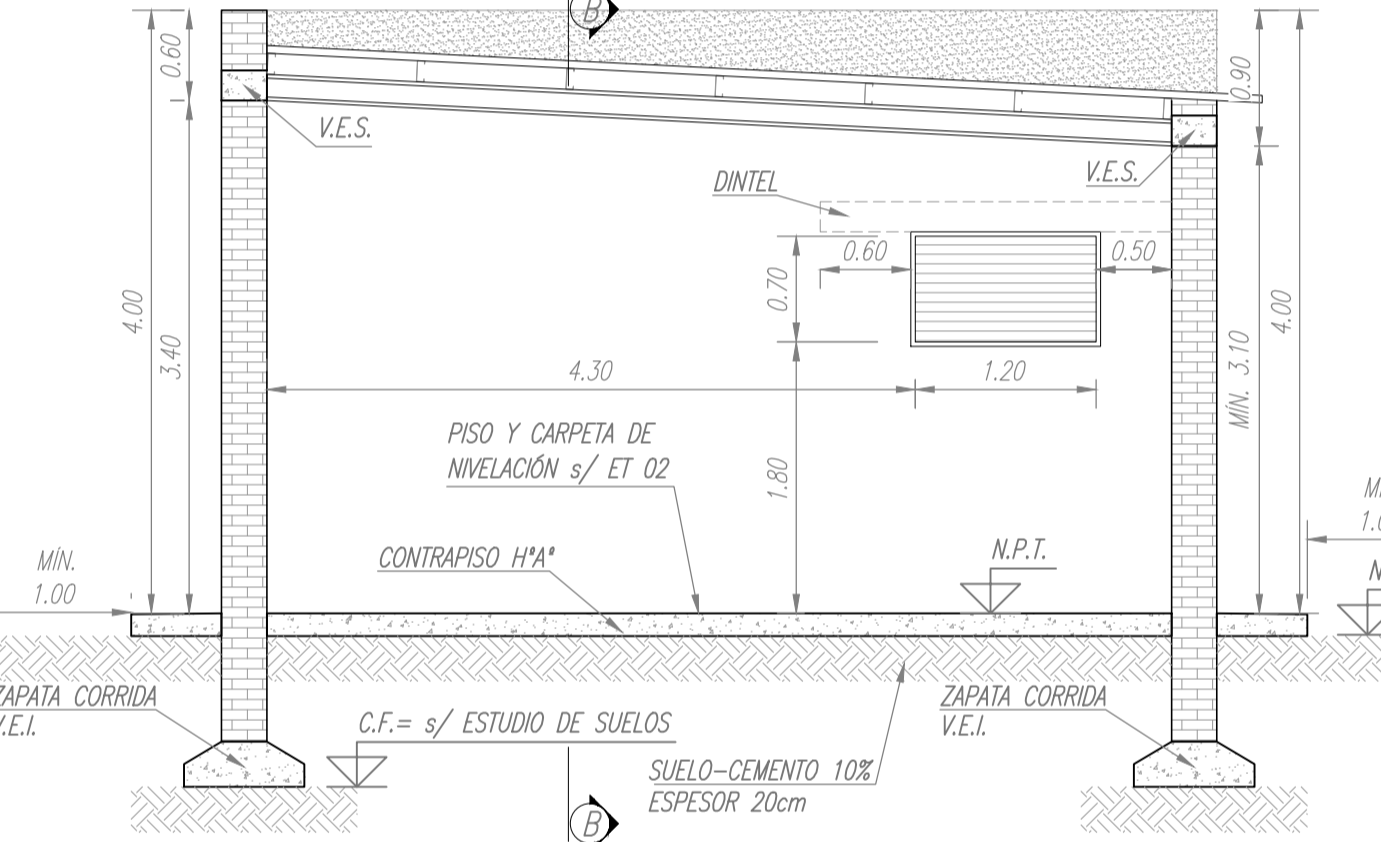 B
0.60
0.90
V.E.S.
V.E.S.
DINTEL
0.60
0.50
0.70
4.00
4.00
3.40
MÍN. 3.10
4.30
1.20
PISO Y CARPETA DE
NIVELACIÓN s/ ET 02
1.80
CONTRAPISO HªAª
N.P.T.
MÍN.
1.00
ZAPATA CORRIDA
V.E.I.
C.F.= s/ ESTUDIO DE SUELOS
ZAPATA CORRIDA
V.E.I.
SUELO-CEMENTO 10%
ESPESOR 20cm
B